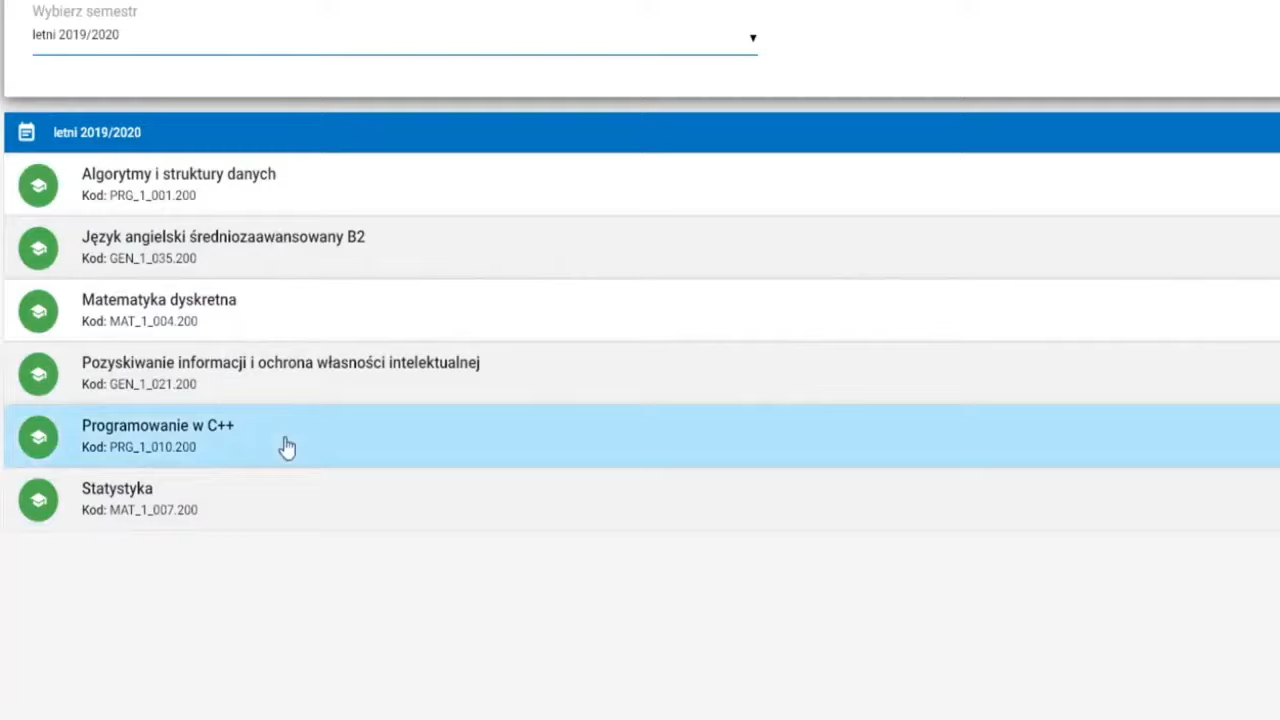 Wybierz semestr
letni 2019/2020
letni 2019/2020
Algorytmy i struktury danych
Kod: PRG_1_001.200
Język angielski średniozaawansowany B2
Kod: GEN_1_035.200
Matematyka dyskretna
Kod: MAT_1_004.200
Pozyskiwanie informacji i ochrona własności intelektualnej
Kod: GEN_1_021.200
Programowanie w C++
Kod: PRG_1_010.200
Statystyka
Kod: MAT_1_007.200